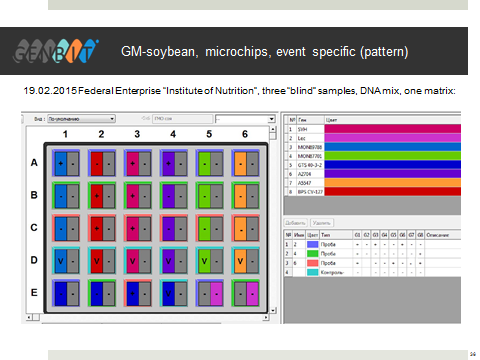 GENBIT
GM-soybean, microchips, event specific (pattern)
19.02.2015 Federal Enterprise “Institute of Nutrition”, three “blind” samples, DNA mix, one matrix:
Вид : По-умолчанию
1 2 3 4 5 6
A
B
C
D V V V V V V
E
№ Ген Цвет
1 SVH
2 Lec
3 MON89788
4 MON87701
5 GTS 40-3-2
6 A2704
7 A5547
8 BPS CV-127
Добавить Удалить
№ Имя Цвет Тип G1 G2 G3 G4 G5 G6 G7 G8 Описание
1 2 Проба
2 4 Проба
3 6 Проба
4 Контроль